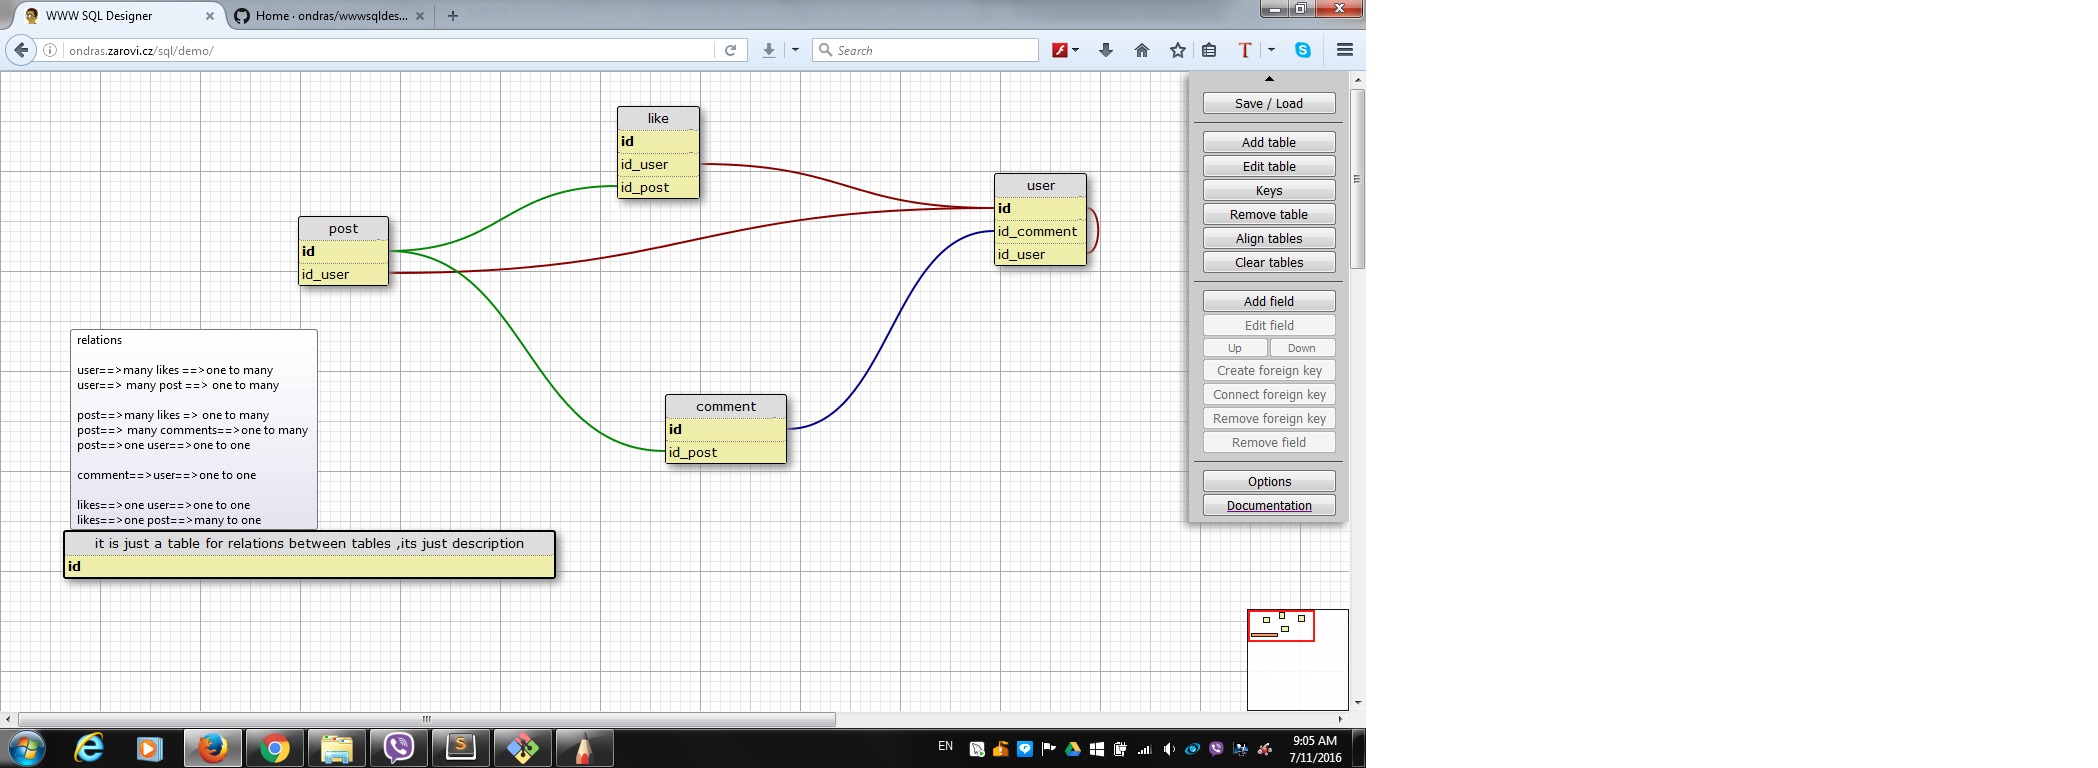 WWW SQL Designer
Home · ondras/wwwsqldes...
ondras.zarovi.cz/sql/demo/
Search
like
id
id_user
id_post
user
id
id_comment
id_user
post
id
id_user
relations
user==>many likes ==>one to many
user==> many post ==> one to many
post==>many likes => one to many
post==> many comments==>one to many
post==>one user==>one to one
comment==>user==>one to one
likes==>one user==>one to one
likes==>one post==>many to one
comment
id
id_post
it is just a table for relations between tables ,its just description
id
Save / Load
Add table
Edit table
Keys
Remove table
Align tables
Clear tables
Add field
Edit field
Up Down
Create foreign key
Connect foreign key
Remove foreign key
Remove field
Options
Documentation
EN
9:05 AM
7/11/2016